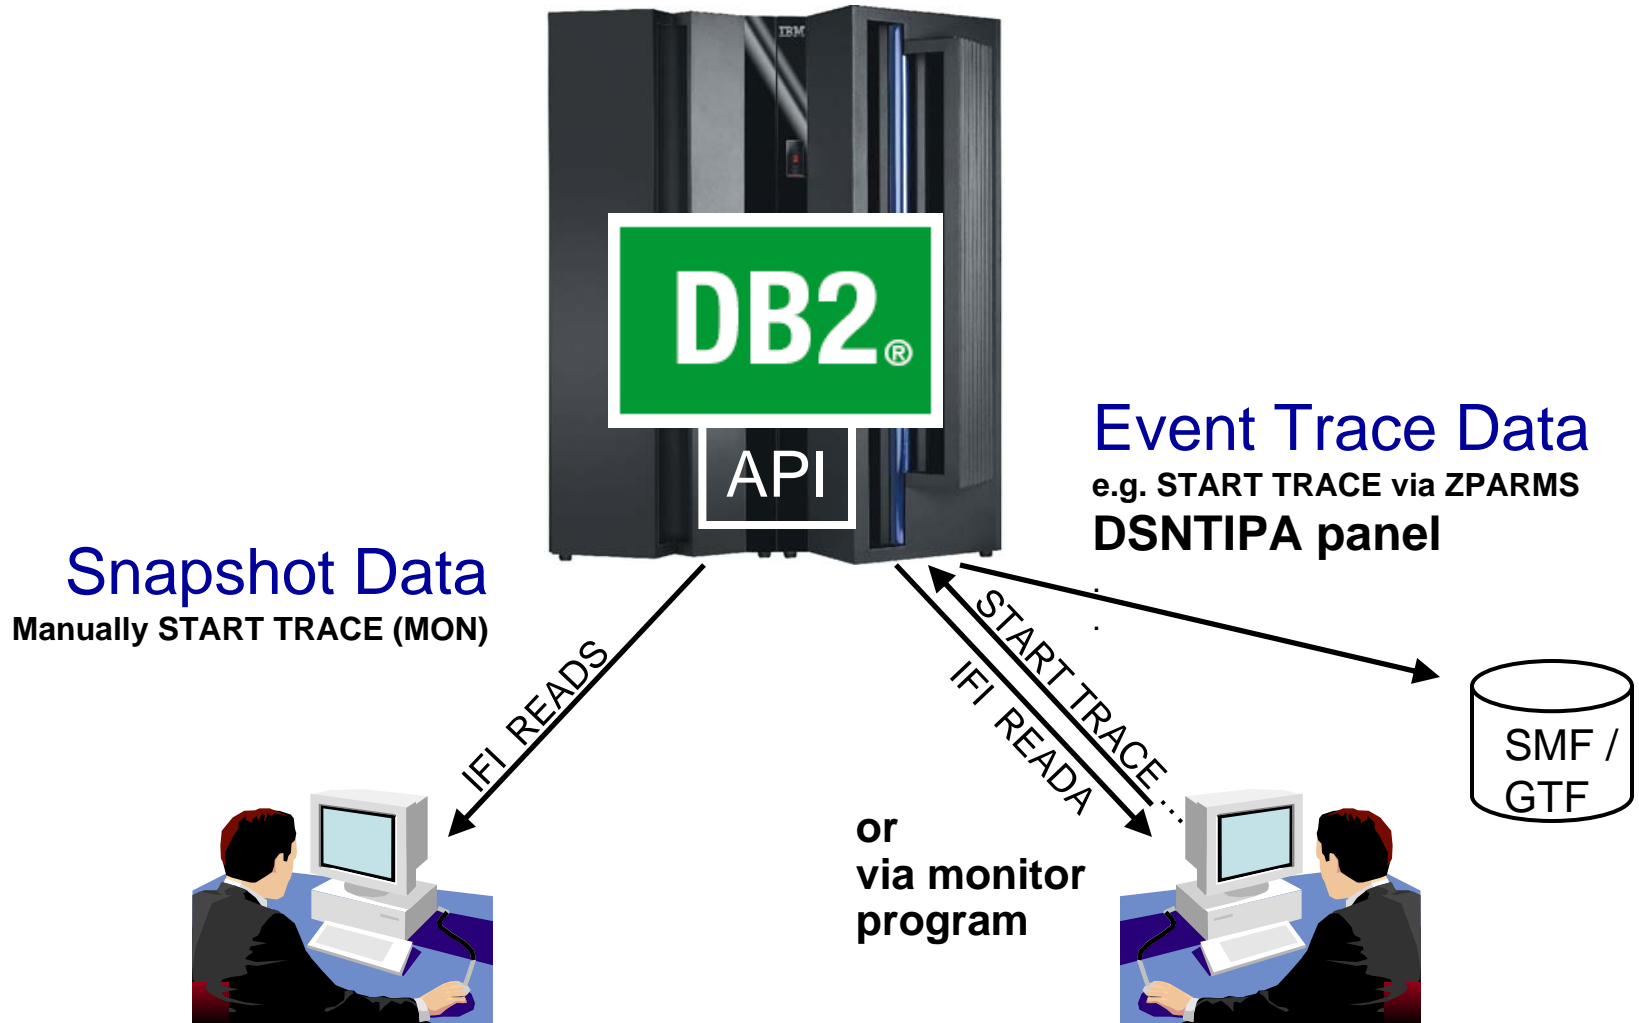 IBM
DB2®
API
Event Trace Data
e.g. START TRACE via ZPARMS
DSNTIPA panel
.
.
Snapshot Data
Manually START TRACE (MON)
IFI READS
START TRACE ...
IFI READA
SMF /
GTF
or
via monitor
program